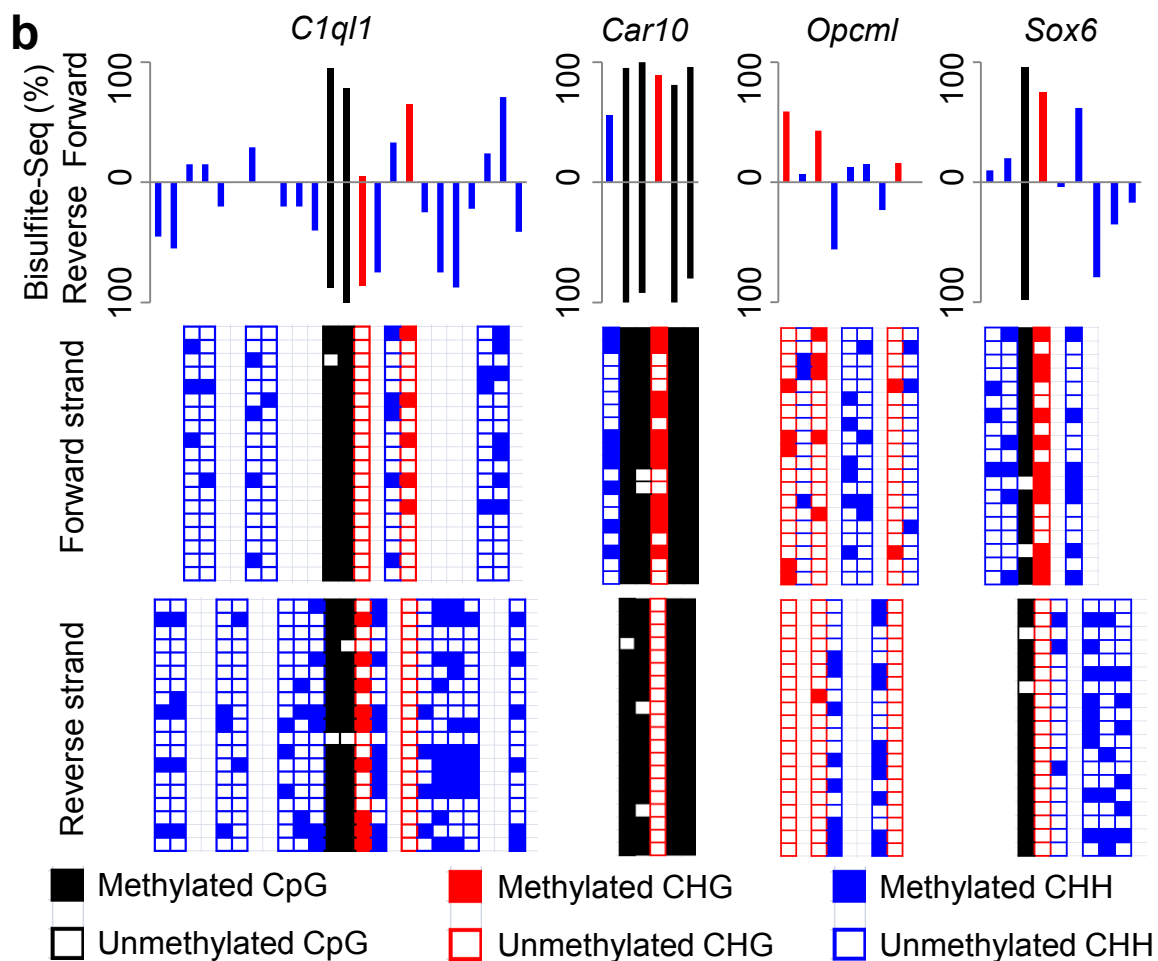 b
C1ql1 Car10 Opcml Sox6
Bisulfite-Seq (%)
Reverse Forward
100 0 100
100 0 100
100 0 100
100 0 100
Forward strand
Reverse strand
Methylated CpG Methylated CHG Methylated CHH
Unmethylated CpG Unmethylated CHG Unmethylated CHH